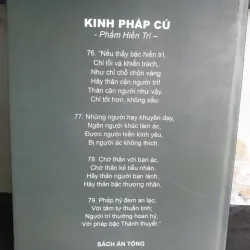 KINH PHÁP CÚ
- Phẩm Hiền Trí –
76. "Nếu thấy bậc hiền trí,
Chỉ lỗi và khiển trách,
Như chỉ chỗ chôn vàng
Hãy thân cận người trí!
Thân cận người như vậy,
Chỉ tốt hơn, không xấu.
77. Những người hay khuyên dạy,
Ngăn người khác làm ác,
Được người hiền kính yêu,
Bị người ác không thích.
78. Chớ thân với bạn ác,
Chớ thân kẻ tiểu nhân.
Hãy thân người bạn lành,
Hãy thân bậc thượng nhân.
79. Pháp hỷ đem an lạc,
Với tâm tư thuần tịnh;
Người trí thường hoan hỷ,
Với pháp bậc Thánh thuyết."
SÁCH ẤN TỐNG